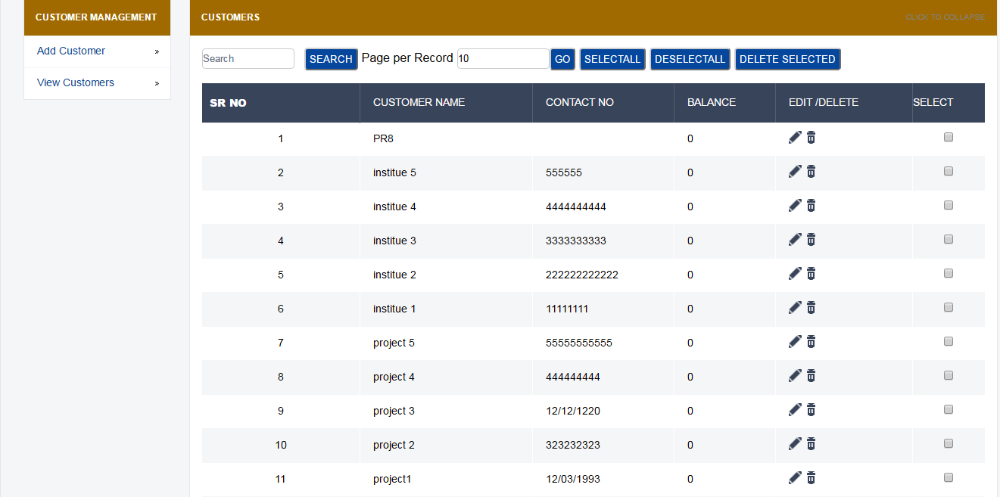 CUSTOMER MANAGEMENT
Add Customer »
View Customers »
CUSTOMERS CLICK TO COLLAPSE
Search SEARCH Page per Record 10 GO SELECTALL DESELECTALL DELETE SELECTED
SR NO CUSTOMER NAME CONTACT NO BALANCE EDIT /DELETE SELECT
1 PR8 0
2 institue 5 555555 0
3 institue 4 4444444444 0
4 institue 3 3333333333 0
5 institue 2 222222222222 0
6 institue 1 11111111 0
7 project 5 55555555555 0
8 project 4 444444444 0
9 project 3 12/12/1220 0
10 project 2 323232323 0
11 project1 12/03/1993 0